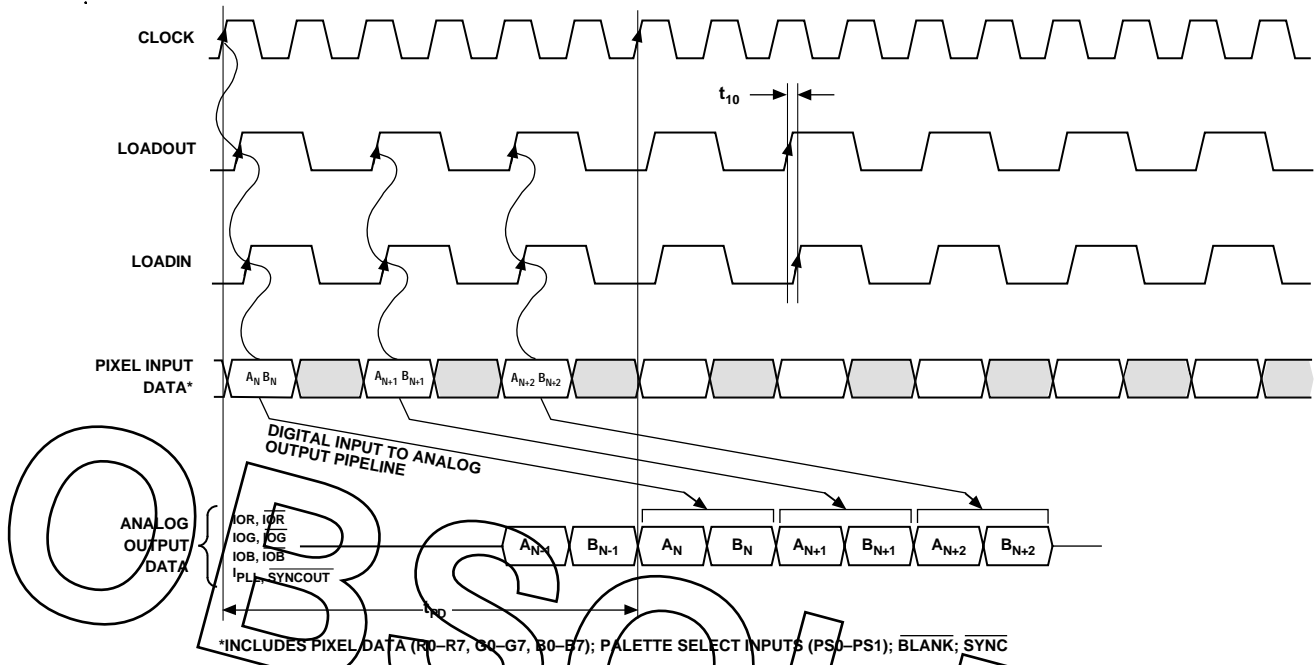 CLOCK
t10
LOADOUT
LOADIN
PIXEL INPUT
DATA*
AN BN
AN+1 BN+1
AN+2 BN+2
DIGITAL INPUT TO ANALOG
OUTPUT PIPELINE
ANALOG
OUTPUT
DATA
IOR, IOR
IOG, IOG
IOB, IOB
IPLL, SYNCOUT
AN-1
BN-1
AN
BN
AN+1
BN+1
AN+2
BN+2
tPD
*INCLUDES PIXEL DATA (R0–R7, G0–G7, B0–B7); PALETTE SELECT INPUTS (PS0–PS1); BLANK; SYNC